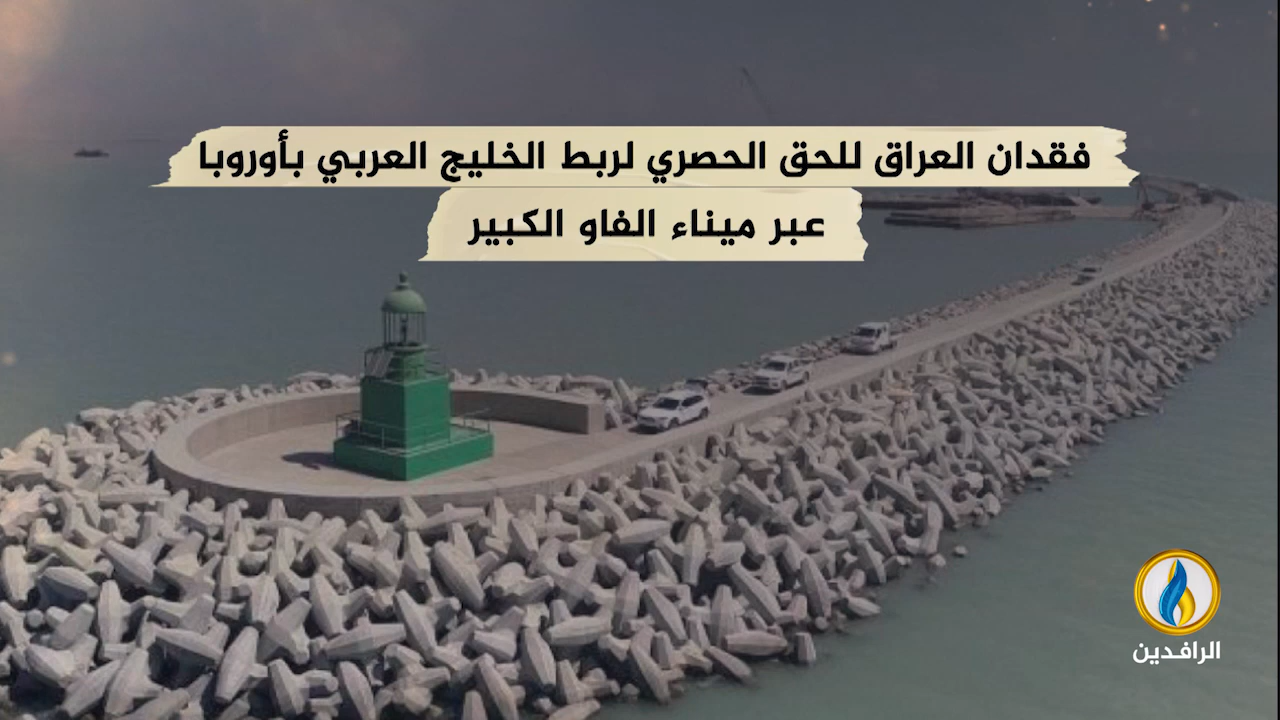 فقدان العراق للحق الحصري لربط الخليج العربي بأوروبا
عبر ميناء الفاو الكبير
الرافدين